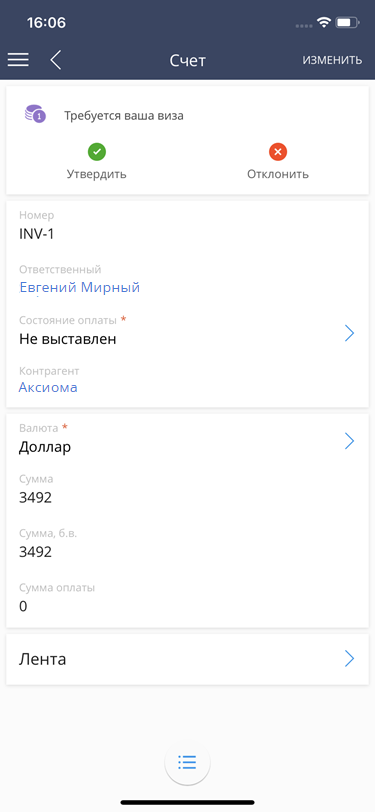 16:06
Счет
ИЗМЕНИТЬ
1
Требуется ваша виза
Утвердить
Отклонить
Номер
INV-1
Ответственный
Евгений Мирный
Состояние оплаты *
Не выставлен
Контрагент
Аксиома
Валюта *
Доллар
Сумма
3492
Сумма, б.в.
3492
Сумма оплаты
0
Лента